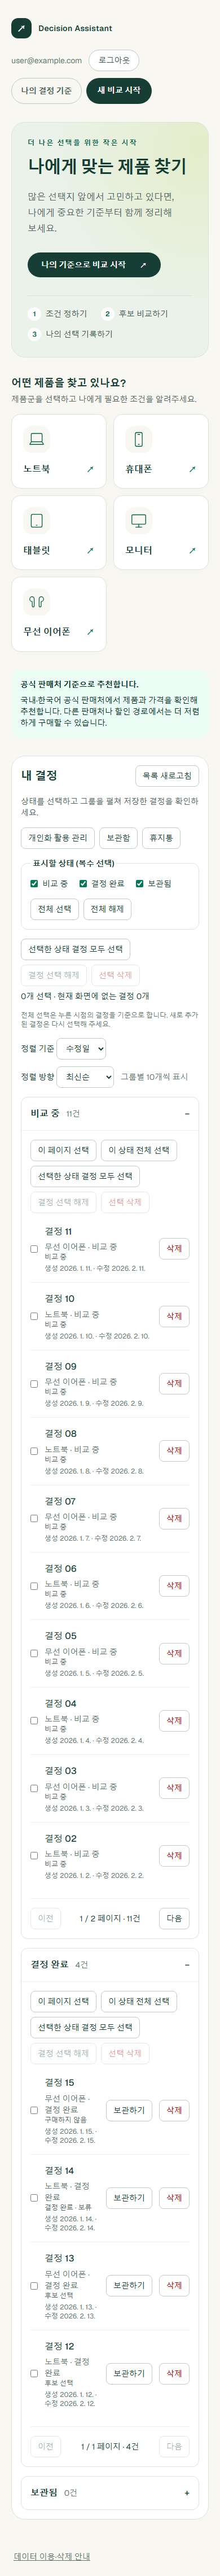 Decision Assistant
user@example.com 로그아웃
나의 결정 기준 새 비교 시작
더 나은 선택을 위한 작은 시작
나에게 맞는 제품 찾기
많은 선택지 앞에서 고민하고 있다면,
나에게 중요한 기준부터 함께 정리해
보세요.
나의 기준으로 비교 시작 ↗
1 조건 정하기 2 후보 비교하기
3 나의 선택 기록하기
어떤 제품을 찾고 있나요?
제품군을 선택하고 나에게 필요한 조건을 알려주세요.
노트북 ↗ 휴대폰 ↗
태블릿 ↗ 모니터 ↗
무선 이어폰 ↗
공식 판매처 기준으로 추천합니다.
국내·한국어 공식 판매처에서 제품과 가격을 확인해
추천합니다. 다른 판매처나 할인 경로에서는 더 저렴
하게 구매할 수 있습니다.
내 결정 목록 새로고침
상태를 선택하고 그룹을 펼쳐 저장한 결정을 확인하
세요.
개인화 활용 관리 보관함 휴지통
표시할 상태 (복수 선택)
비교 중 결정 완료 보관됨
전체 선택 전체 해제
선택한 상태 결정 모두 선택
결정 선택 해제 선택 삭제
0개 선택 · 현재 화면에 없는 결정 0개
전체 선택은 누른 시점의 결정을 기준으로 합니다. 새로 추가
된 결정은 다시 선택해 주세요.
정렬 기준 수정일
정렬 방향 최신순 그룹별 10개씩 표시
비교 중 11건 −
이 페이지 선택 이 상태 전체 선택
선택한 상태 결정 모두 선택
결정 선택 해제 선택 삭제
결정 11
무선 이어폰 · 비교 중
비교 중
생성 2026. 1. 11. · 수정 2026. 2. 11.
삭제
결정 10
노트북 · 비교 중
비교 중
생성 2026. 1. 10. · 수정 2026. 2. 10.
삭제
결정 09
무선 이어폰 · 비교 중
비교 중
생성 2026. 1. 9. · 수정 2026. 2. 9.
삭제
결정 08
노트북 · 비교 중
비교 중
생성 2026. 1. 8. · 수정 2026. 2. 8.
삭제
결정 07
무선 이어폰 · 비교 중
비교 중
생성 2026. 1. 7. · 수정 2026. 2. 7.
삭제
결정 06
노트북 · 비교 중
비교 중
생성 2026. 1. 6. · 수정 2026. 2. 6.
삭제
결정 05
무선 이어폰 · 비교 중
비교 중
생성 2026. 1. 5. · 수정 2026. 2. 5.
삭제
결정 04
노트북 · 비교 중
비교 중
생성 2026. 1. 4. · 수정 2026. 2. 4.
삭제
결정 03
무선 이어폰 · 비교 중
비교 중
생성 2026. 1. 3. · 수정 2026. 2. 3.
삭제
결정 02
노트북 · 비교 중
비교 중
생성 2026. 1. 2. · 수정 2026. 2. 2.
삭제
이전 1 / 2 페이지 · 11건 다음
결정 완료 4건 −
이 페이지 선택 이 상태 전체 선택
선택한 상태 결정 모두 선택
결정 선택 해제 선택 삭제
결정 15
무선 이어폰 ·
결정 완료
구매하지 않음
생성 2026. 1. 15. ·
수정 2026. 2. 15.
보관하기 삭제
결정 14
노트북 · 결정
완료
결정 완료 · 보류
생성 2026. 1. 14. ·
수정 2026. 2. 14.
보관하기 삭제
결정 13
무선 이어폰 ·
결정 완료
후보 선택
생성 2026. 1. 13. ·
수정 2026. 2. 13.
보관하기 삭제
결정 12
노트북 · 결정
완료
후보 선택
생성 2026. 1. 12. ·
수정 2026. 2. 12.
보관하기 삭제
이전 1 / 1 페이지 · 4건 다음
보관됨 0건 +
데이터 이용·삭제 안내